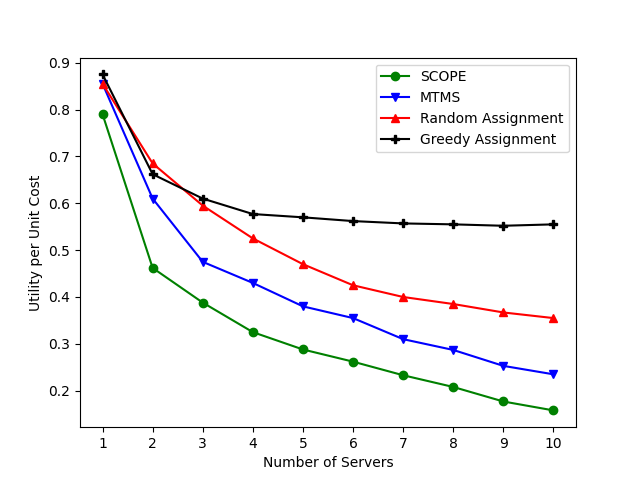 SCOPE
MTMS
Random Assignment
Greedy Assignment
Utility per Unit Cost
0.9
0.8
0.7
0.6
0.5
0.4
0.3
0.2
1 2 3 4 5 6 7 8 9 10
Number of Servers